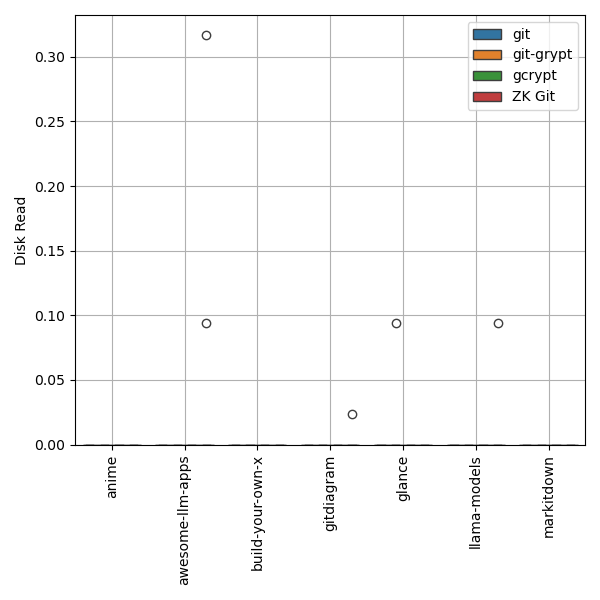 git
git-grypt
gcrypt
ZK Git
Disk Read
0.30
0.25
0.20
0.15
0.10
0.05
0.00
anime
awesome-llm-apps
build-your-own-x
gitdiagram
glance
llama-models
markitdown